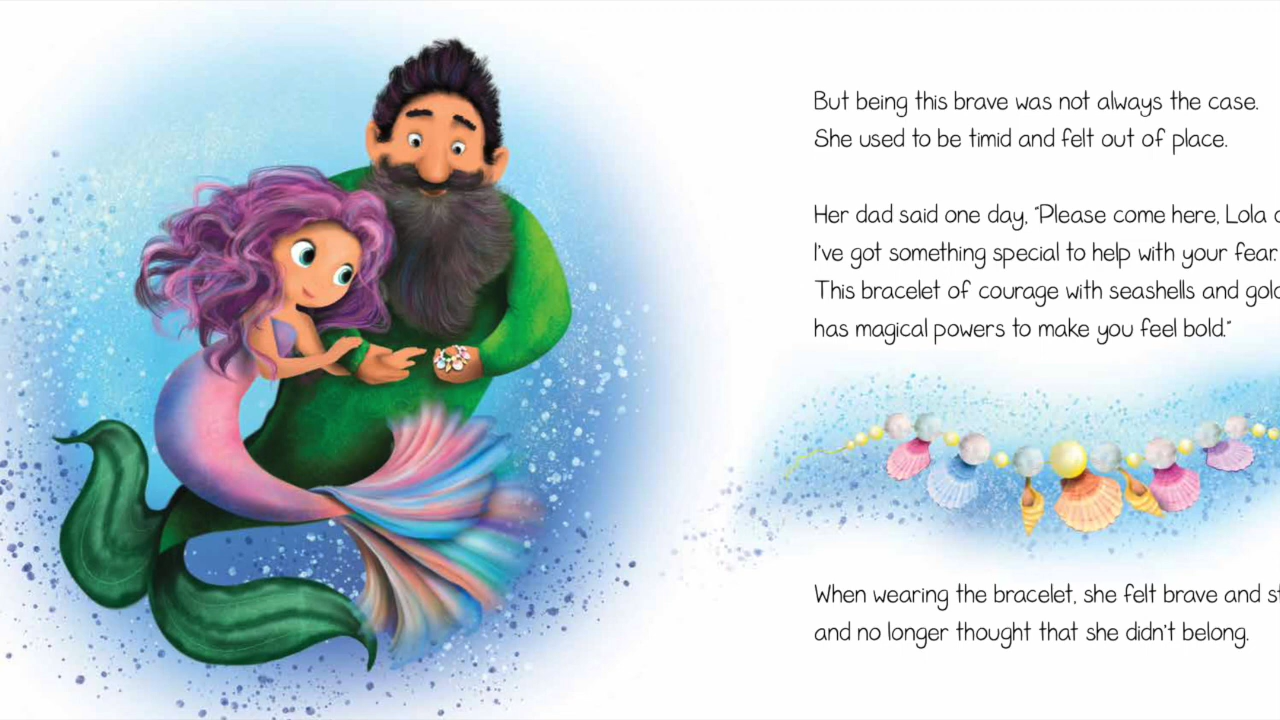 But being this brave was not always the case.
She used to be timid and felt out of place.
Her dad said one day, "Please come here, Lola
I've got something special to help with your fear.
This bracelet of courage with seashells and
has magical powers to make you feel bold."
When wearing the bracelet, she felt brave and
and no longer thought that she didn't belong.